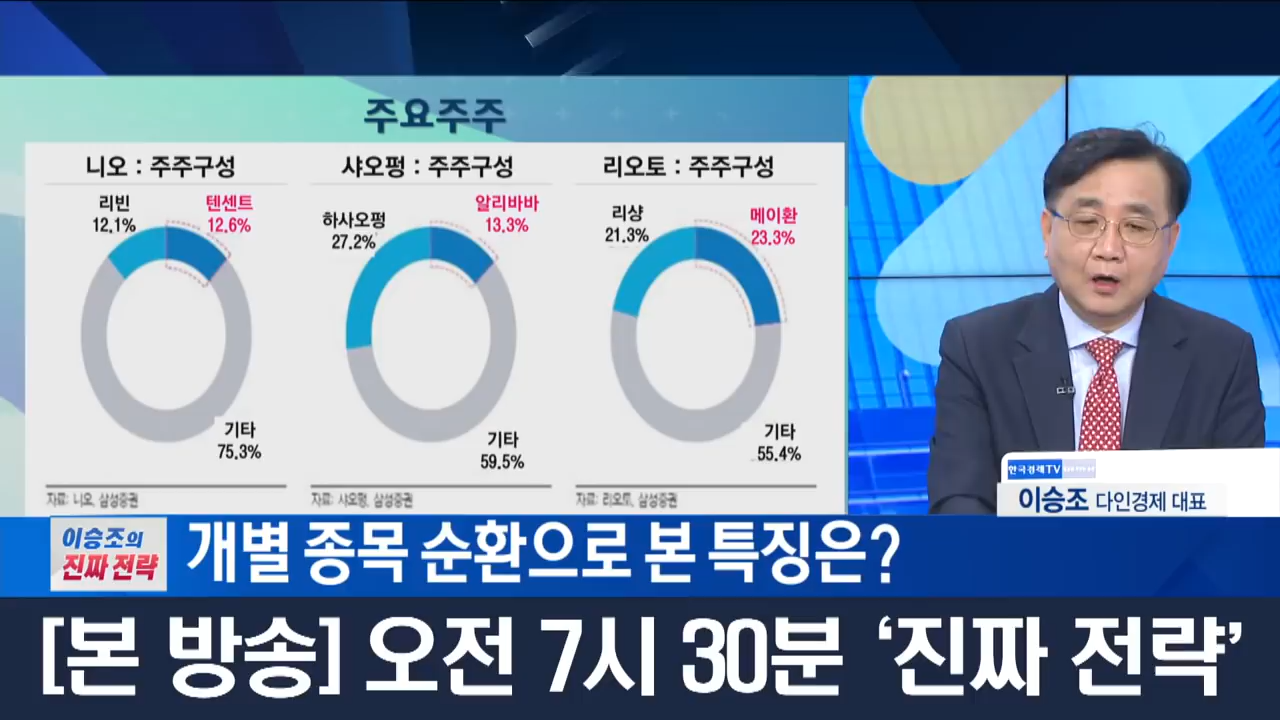 주요주주
니오 : 주주구성
리빈
12.1%
텐센트
12.6%
기타
75.3%
자료: 니오, 삼성증권
샤오펑 : 주주구성
하사오펑
27.2%
알리바바
13.3%
기타
59.5%
자료: 샤오펑, 삼성증권
리오토 : 주주구성
리샹
21.3%
메이환
23.3%
기타
55.4%
자료: 리오토, 삼성증권
한국경제TV
이승조 다인경제 대표
이승조의
진짜 전략
개별 종목 순환으로 본 특징은?
[본 방송] 오전 7시 30분 ‘진짜 전략’